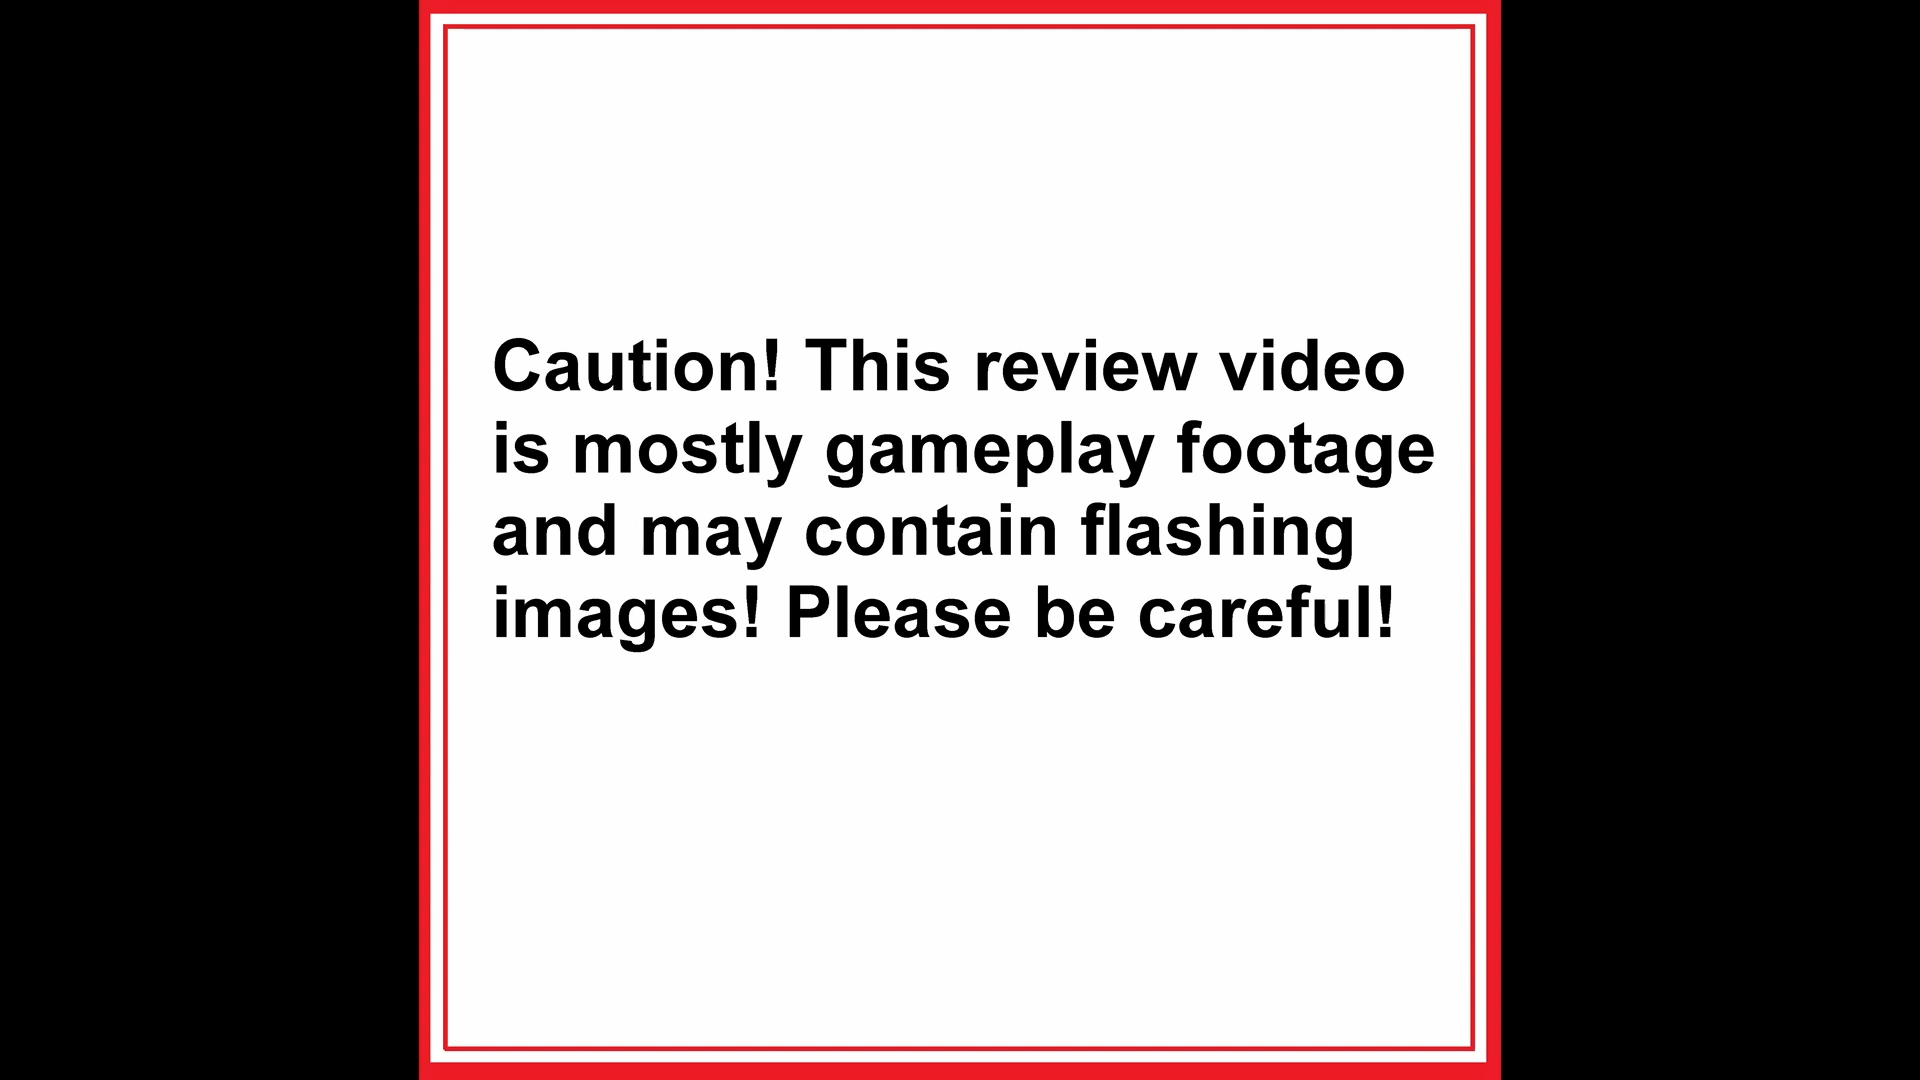 Caution! This review video
is mostly gameplay footage
and may contain flashing
images! Please be careful!